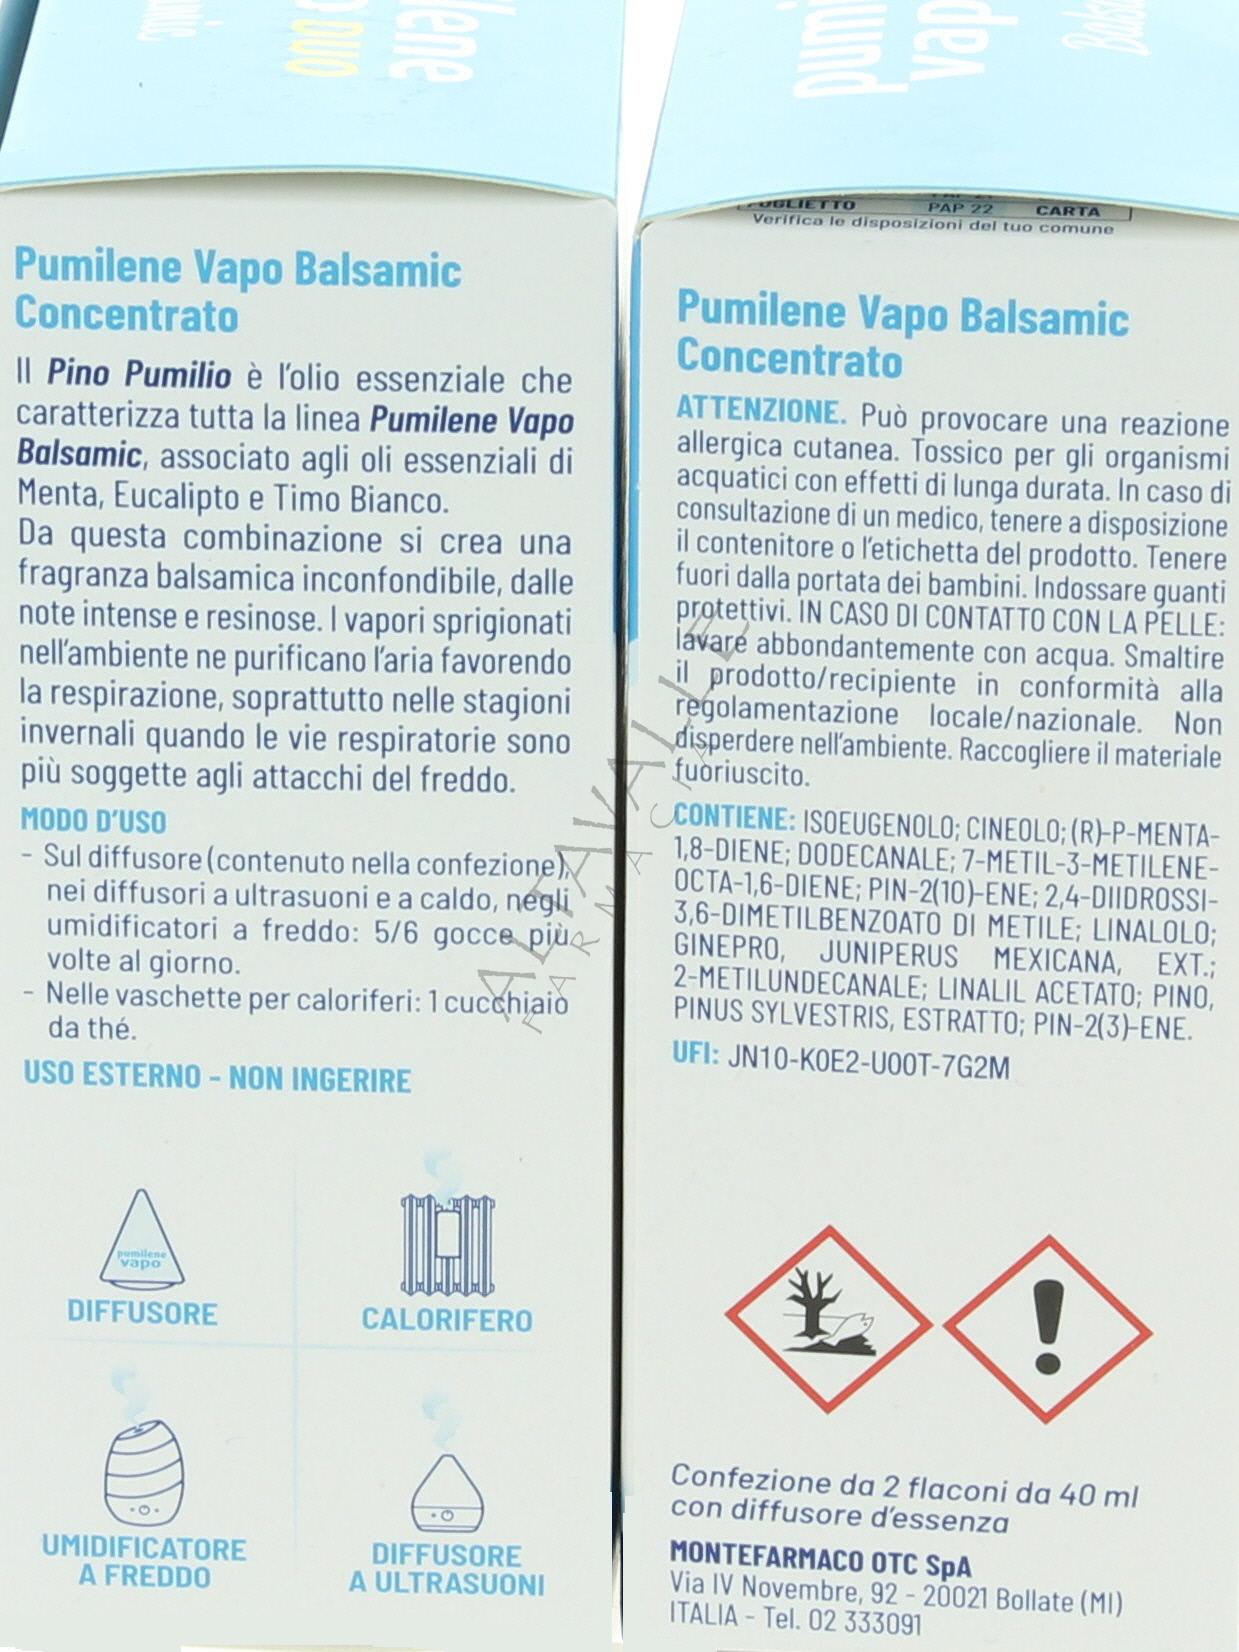 lene
DUO
Pumilene Vapo Balsamic
Concentrato
Il Pino Pumilio è l'olio essenziale che
caratterizza tutta la linea Pumilene Vapo
Balsamic, associato agli oli essenziali di
Menta, Eucalipto e Timo Bianco.
Da questa combinazione si crea una
fragranza balsamica inconfondibile, dalle
note intense e resinose. I vapori sprigionati
nell'ambiente ne purificano l'aria favorendo
la respirazione, soprattutto nelle stagioni
invernali quando le vie respiratorie sono
più soggette agli attacchi del freddo.
MODO D'USO
- Sul diffusore (contenuto nella confezione),
nei diffusori a ultrasuoni e a caldo, negli
umidificatori a freddo: 5/6 gocce più
volte al giorno.
- Nelle vaschette per caloriferi: 1 cucchiaio
da thé.
USO ESTERNO - NON INGERIRE
pumilene
vapo
DIFFUSORE
CALORIFERO
UMIDIFICATORE
A FREDDO
DIFFUSORE
A ULTRASUONI
pumi
vap
FOGLIETTO PAP 22 CARTA
Verifica le disposizioni del tuo comune
Pumilene Vapo Balsamic
Concentrato
ATTENZIONE. Può provocare una reazione
allergica cutanea. Tossico per gli organismi
acquatici con effetti di lunga durata. In caso di
consultazione di un medico, tenere a disposizione
il contenitore o l'etichetta del prodotto. Tenere
fuori dalla portata dei bambini. Indossare guanti
protettivi. IN CASO DI CONTATTO CON LA PELLE:
lavare abbondantemente con acqua. Smaltire
il prodotto/recipiente in conformità alla
regolamentazione locale/nazionale. Non
disperdere nell'ambiente. Raccogliere il materiale
fuoriuscito.
CONTIENE: ISOEUGENOLO; CINEOLO; (R)-P-MENTA-
1,8-DIENE; DODECANALE; 7-METIL-3-METILENE-
OCTA-1,6-DIENE; PIN-2(10)-ENE; 2,4-DIIDROSSI-
3,6-DIMETILBENZOATO DI METILE; LINALOLO;
GINEPRO, JUNIPERUS MEXICANA, EXT.;
2-METILUNDECANALE; LINALIL ACETATO; PINO,
PINUS SYLVESTRIS, ESTRATTO; PIN-2(3)-ENE.
UFI: JN10-K0E2-U00T-7G2M
Confezione da 2 flaconi da 40 ml
con diffusore d'essenza
MONTEFARMACO OTC SpA
Via IV Novembre, 92 - 20021 Bollate (MI)
ITALIA - Tel. 02 333091
ALTAVALLE
FARMACIA